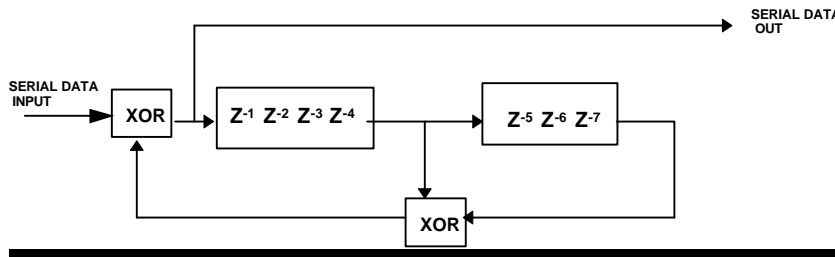 SERIAL DATA
OUT
SERIAL DATA
INPUT
XOR
Z-1 Z-2 Z-3 Z-4
Z-5 Z-6 Z-7
XOR